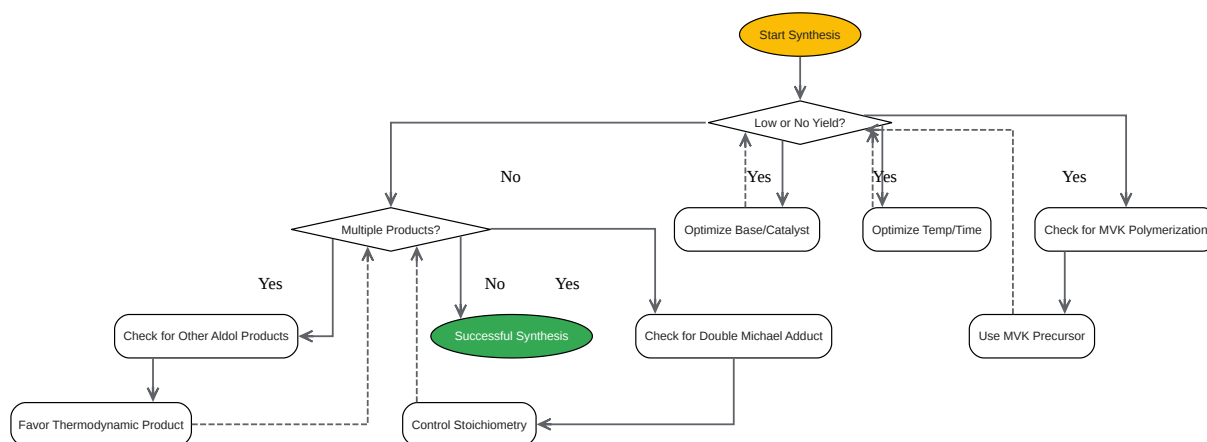 Start Synthesis
Low or No Yield?
No
Yes
Yes
Yes
Multiple Products?
Optimize Base/Catalyst
Optimize Temp/Time
Check for MVK Polymerization
Yes
No
Yes
Check for Other Aldol Products
Successful Synthesis
Check for Double Michael Adduct
Use MVK Precursor
Favor Thermodynamic Product
Control Stoichiometry